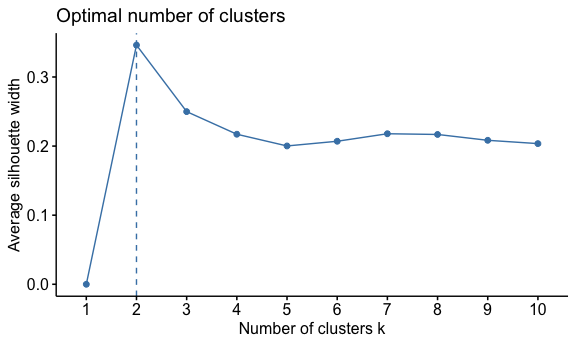 Optimal number of clusters
Average silhouette width
0.3
0.2
0.1
0.0
1 2 3 4 5 6 7 8 9 10
Number of clusters k